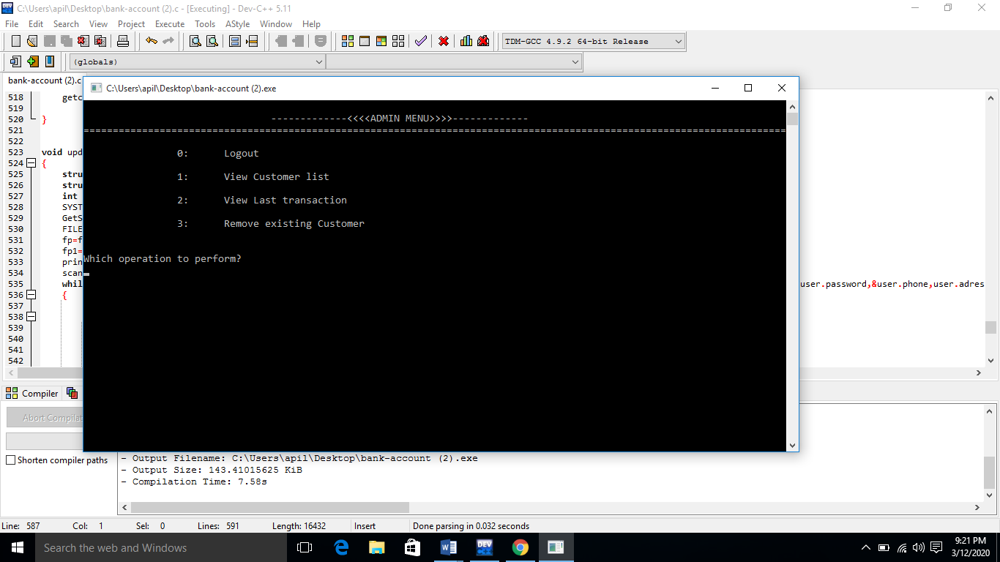 C:\Users\apil\Desktop\bank-account (2).c - [Executing] - Dev-C++ 5.11
File Edit Search View Project Execute Tools AStyle Window Help
TDM-GCC 4.9.2 64-bit Release
(globals)
bank-account (2).c
C:\Users\apil\Desktop\bank-account (2).exe
-------------<<<<ADMIN MENU>>>>-------------
========================================================================================================================
0: Logout
1: View Customer list
2: View Last transaction
3: Remove existing Customer
Which operation to perform?
518 getc
519
520 }
521
522
523 void upd
524 {
525 stru
526 stru
527 int
528 SYST
529 GetS
530 FILE
531 fp=f
532 fp1=
533 prin
534 scan
535 whil user.password,&user.phone,user.adres
536 {
537
538
539
540
541
542
Compiler
Abort Compilat
Shorten compiler paths
- Output Filename: C:\Users\apil\Desktop\bank-account (2).exe
- Output Size: 143.41015625 KiB
- Compilation Time: 7.58s
Line: 587 Col: 1 Sel: 0 Lines: 591 Length: 16432 Insert Done parsing in 0.032 seconds
Search the web and Windows
9:21 PM
3/12/2020